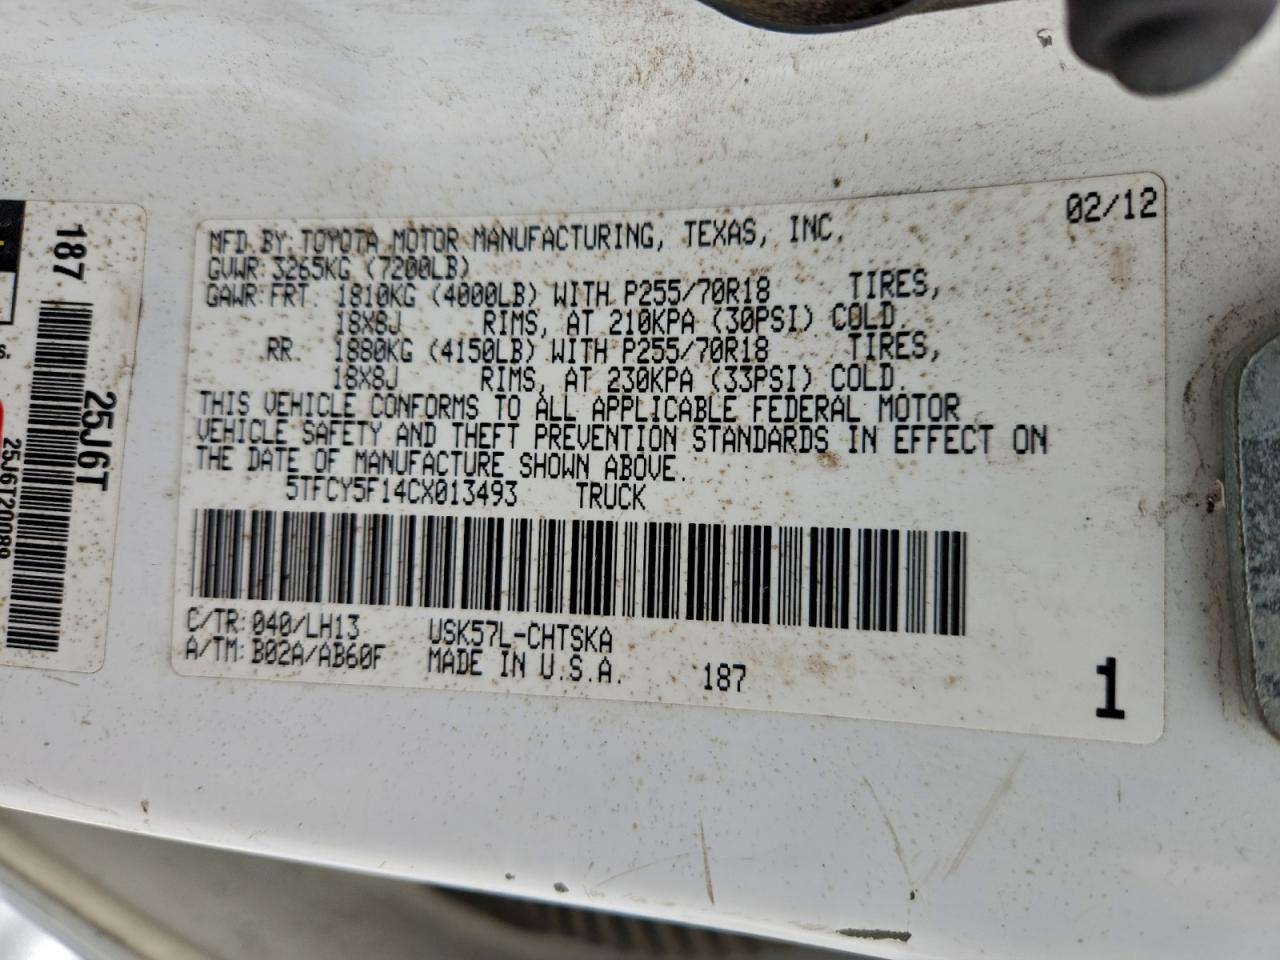 02/12
MFD BY: TOYOTA MOTOR MANUFACTURING, TEXAS, INC.
GVWR: 3265KG (7200LB)
GAWR: FRT. 1810KG (4000LB) WITH P255/70R18 TIRES,
18X8J RIMS, AT 210KPA (30PSI) COLD
RR. 1880KG (4150LB) WITH P255/70R18 TIRES,
18X8J RIMS, AT 230KPA (33PSI) COLD.
THIS VEHICLE CONFORMS TO ALL APPLICABLE FEDERAL MOTOR
VEHICLE SAFETY AND THEFT PREVENTION STANDARDS IN EFFECT ON
THE DATE OF MANUFACTURE SHOWN ABOVE.
5TFCY5F14CX013493 TRUCK
C/TR: 040/LH13 USK57L-CHTSKA
A/TM: B02A/AB60F MADE IN U.S.A. 187
1
187
25J6T
25J6T20089